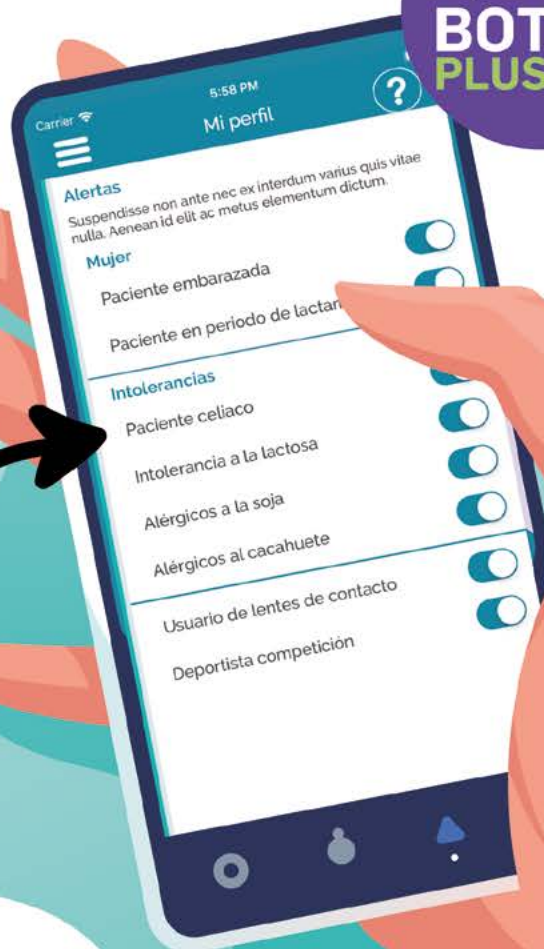 BOT
PLUS
Carrier
5:58 PM
Mi perfil
?
Alertas
Suspendisse non ante nec ex interdum varius quis vitae
nulla. Aenean id elit ac metus elementum dictum.
Mujer
Paciente embarazada
Paciente en periodo de
Intolerancias
Paciente celiaco
Intolerancia a la lactosa
Alérgicos a la soja
Alérgicos al cacahuete
Usuario de lentes de contacto
Deportista competición